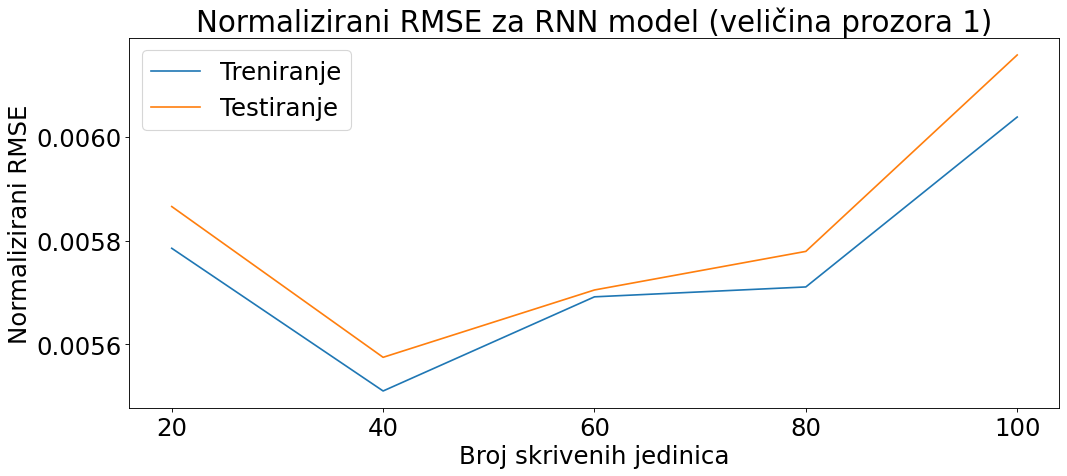 Normalizirani RMSE za RNN model (veličina prozora 1)
Treniranje
Testiranje
Normalizirani RMSE
0.0060
0.0058
0.0056
20 40 60 80 100
Broj skrivenih jedinica